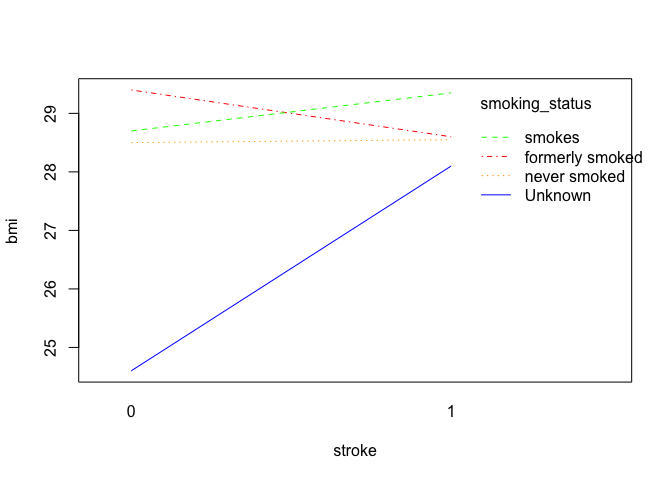 smoking_status
smokes
formerly smoked
never smoked
Unknown
29
28
27
26
25
bmi
0 1
stroke